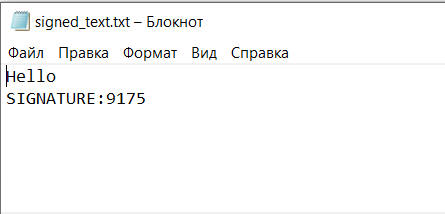 signed_text.txt – Блокнот
Файл Правка Формат Вид Справка
Hello
SIGNATURE:9175